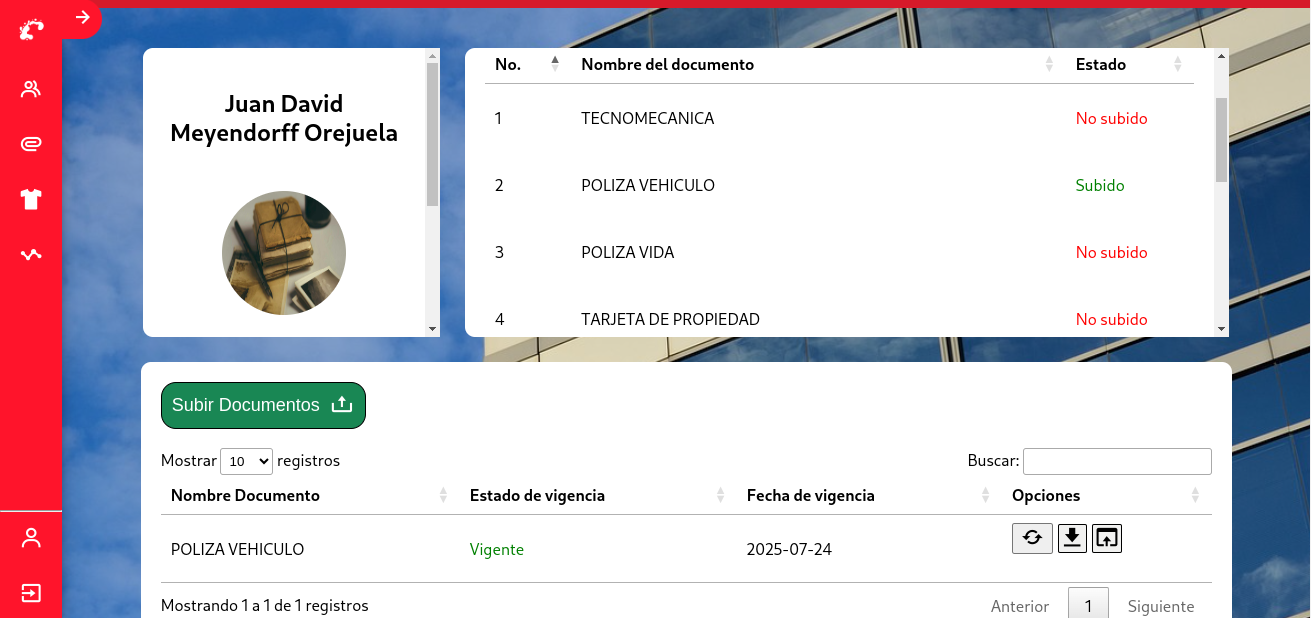 Juan David
Meyendorff Orejuela
No. Nombre del documento Estado
1 TECNOMECANICA No subido
2 POLIZA VEHICULO Subido
3 POLIZA VIDA No subido
4 TARJETA DE PROPIEDAD No subido
Subir Documentos
Mostrar 10 registros Buscar:
Nombre Documento Estado de vigencia Fecha de vigencia Opciones
POLIZA VEHICULO Vigente 2025-07-24
Mostrando 1 a 1 de 1 registros Anterior 1 Siguiente